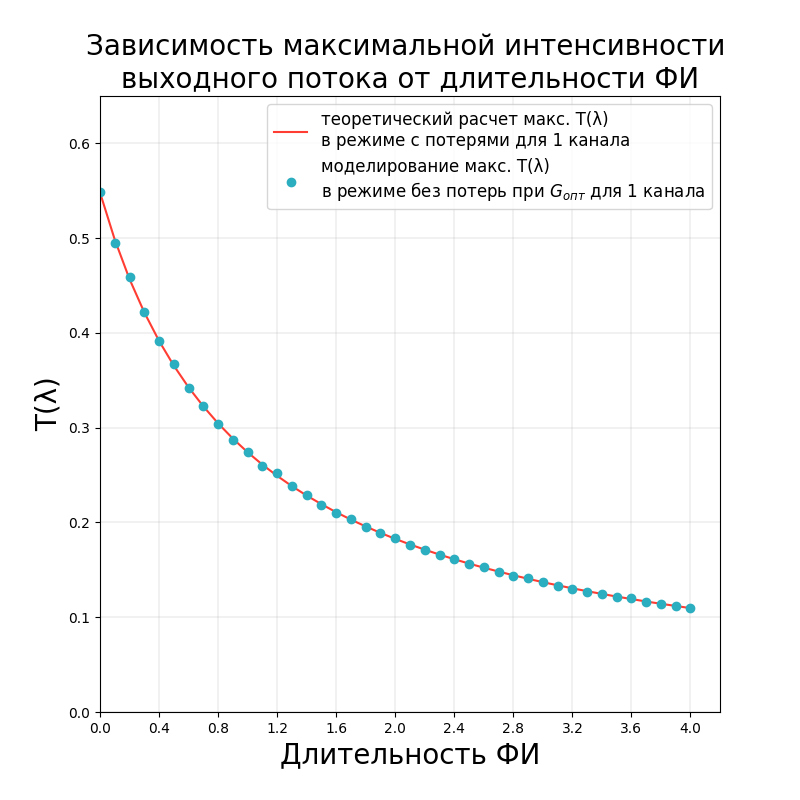 Зависимость максимальной интенсивности
выходного потока от длительности ФИ
теоретический расчет макс. T(λ)
в режиме с потерями для 1 канала
моделирование макс. T(λ)
в режиме без потерь при Gопт для 1 канала
T(λ)
0.6
0.5
0.4
0.3
0.2
0.1
0.0
0.0 0.4 0.8 1.2 1.6 2.0 2.4 2.8 3.2 3.6 4.0
Длительность ФИ